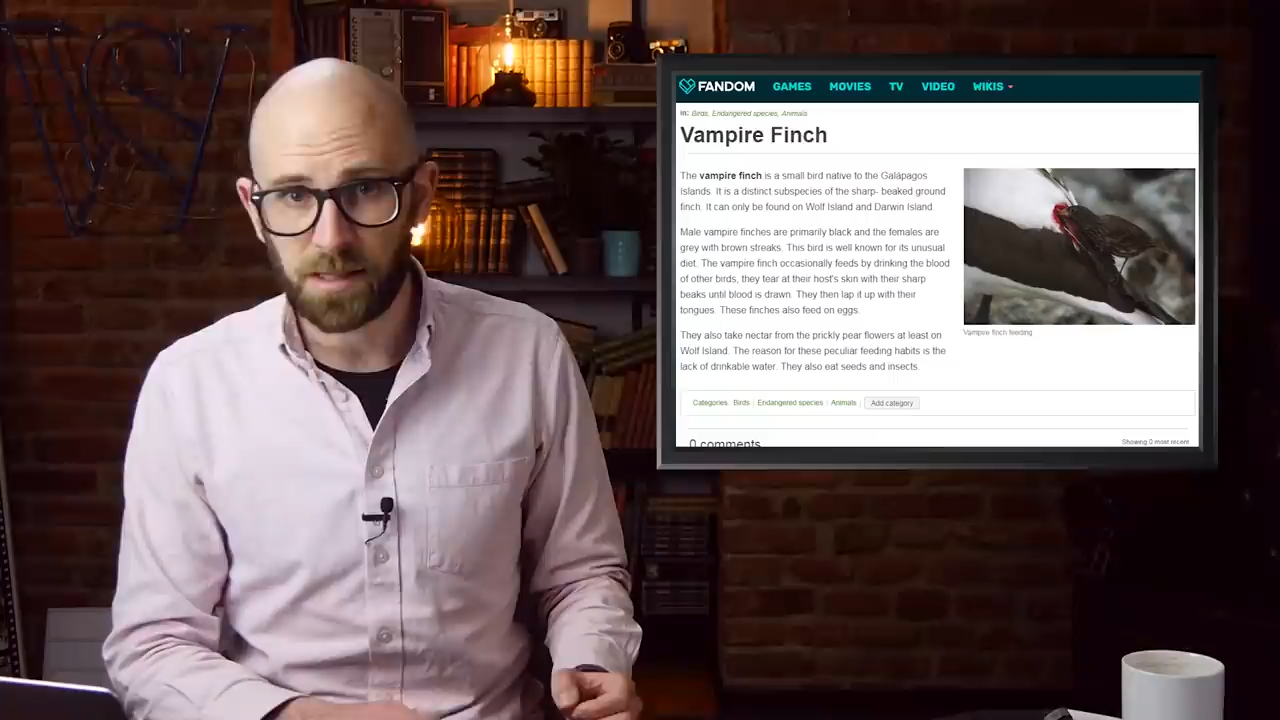 FANDOM GAMES MOVIES TV VIDEO WIKIS
in: Birds, Endangered species, Animals
Vampire Finch
The vampire finch is a small bird native to the Galápagos
Islands. It is a distinct subspecies of the sharp- beaked ground
finch. It can only be found on Wolf Island and Darwin Island.
Male vampire finches are primarily black and the females are
grey with brown streaks. This bird is well known for its unusual
diet. The vampire finch occasionally feeds by drinking the blood
of other birds, they tear at their host's skin with their sharp
beaks until blood is drawn. They then lap it up with their
tongues. These finches also feed on eggs.
They also take nectar from the prickly pear flowers at least on
Wolf Island. The reason for these peculiar feeding habits is the
lack of drinkable water. They also eat seeds and insects.
Vampire finch feeding
Categories: Birds Endangered species Animals Add category
0 comments
Showing 0 most recent